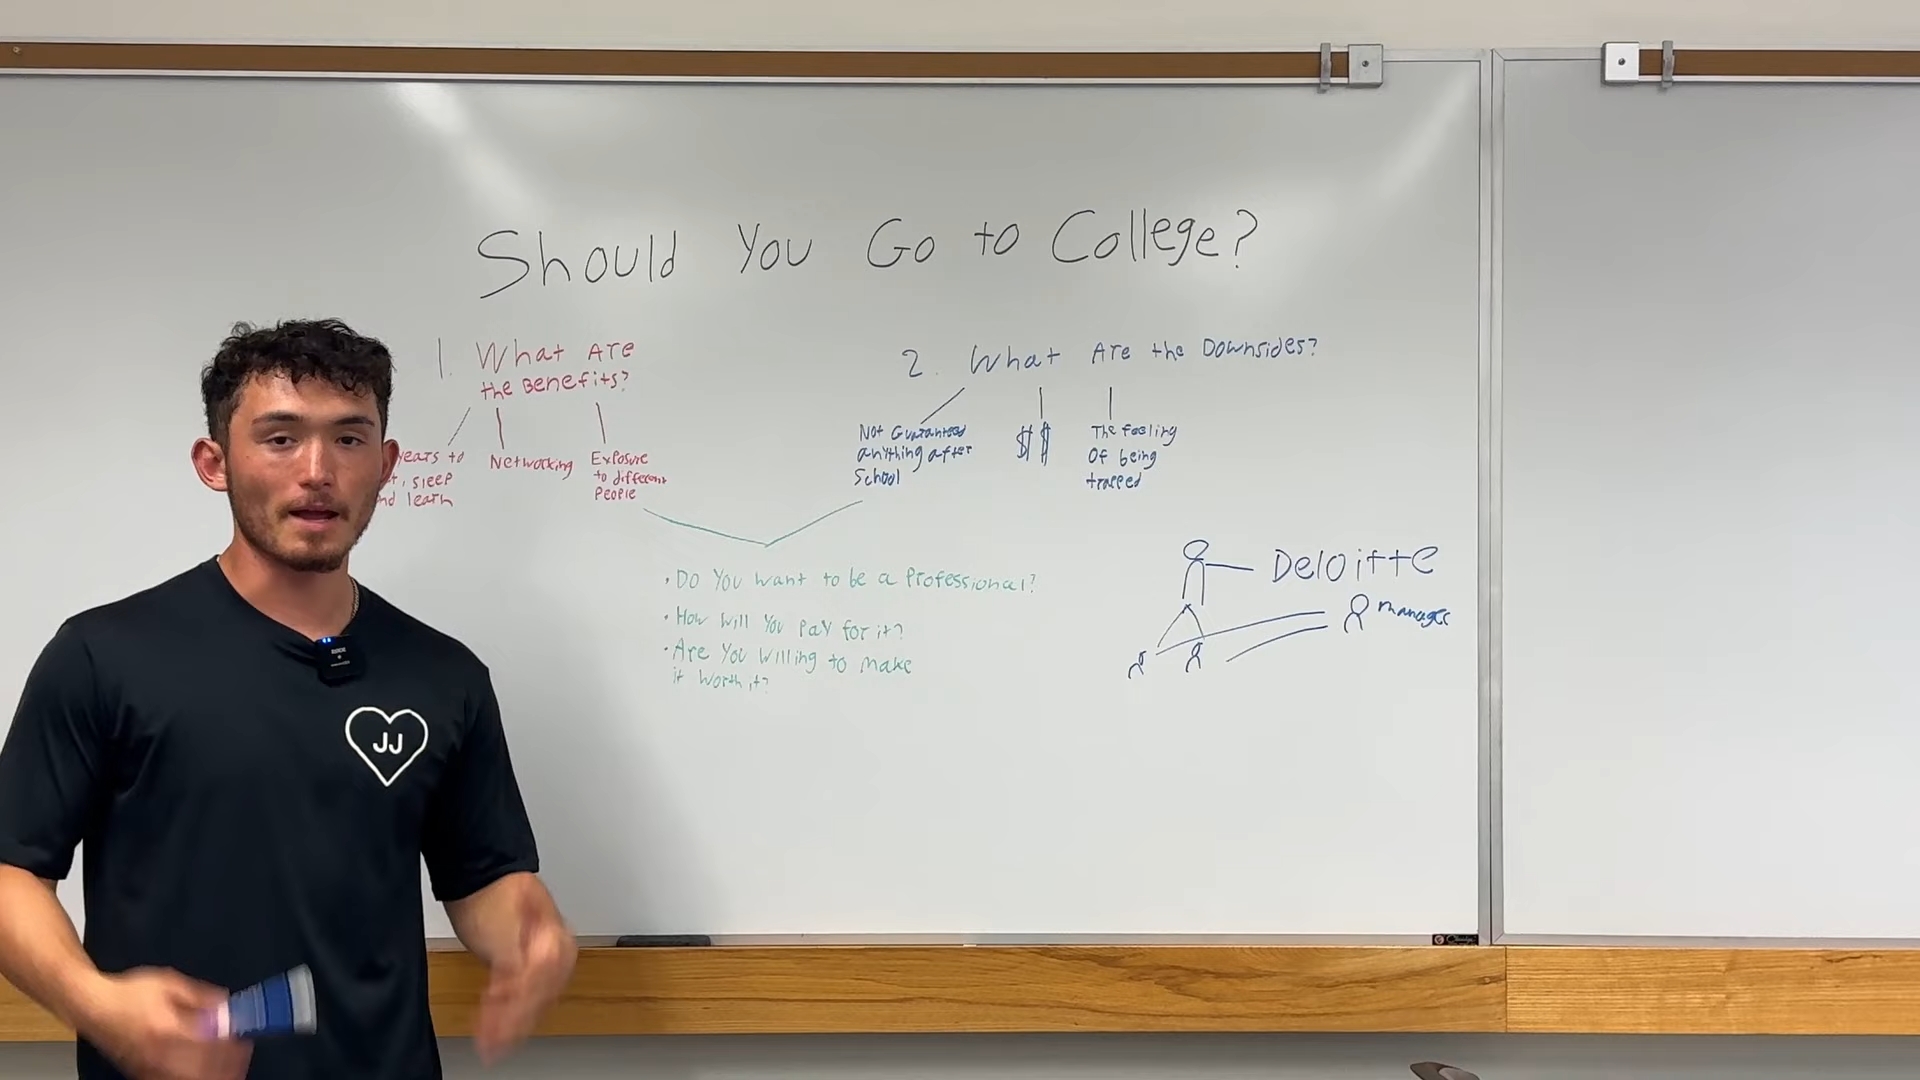 Should You Go to College?
1. What Are
the Benefits?
years to
, sleep
nd learn
Networking
Exposure
to different
People
2. What Are the Downsides?
Not Guaranteed
anything after
School
$ $
The feeling
Of being
trapped
• Do You want to be a Professional?
• How will You Pay for it?
• Are You Willing to Make
it worth it?
Deloitte
manager
JJ